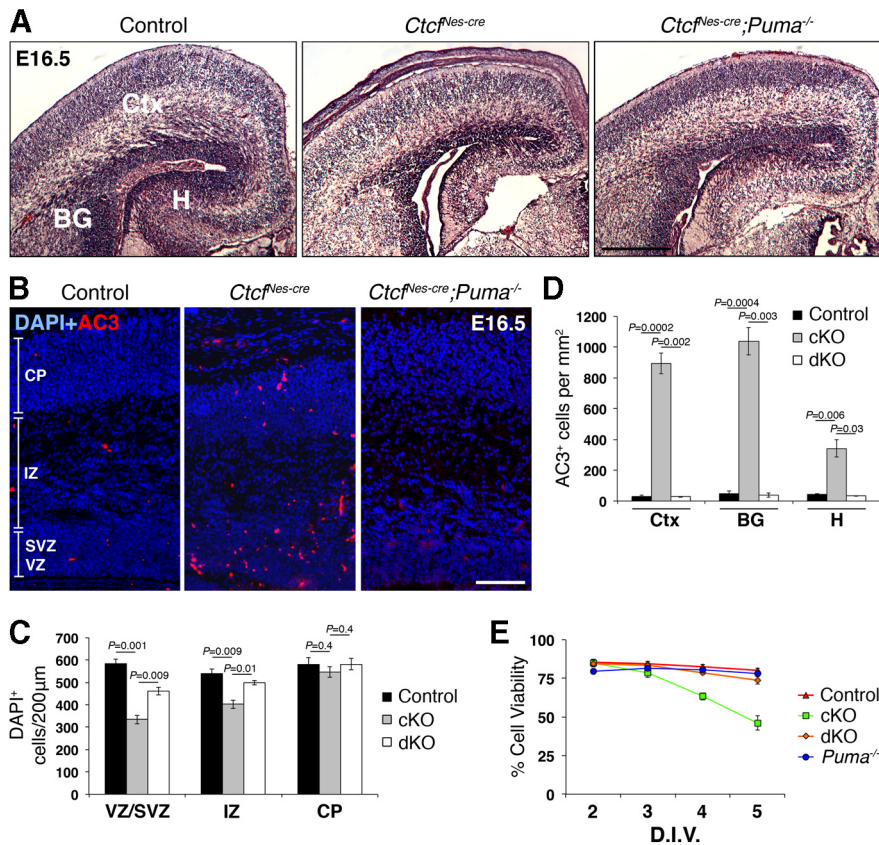 A
Control
Ctcf^Nes-cre
Ctcf^Nes-cre;Puma^-/-
E16.5
Ctx
BG
H
B
Control
Ctcf^Nes-cre
Ctcf^Nes-cre;Puma^-/-
DAPI+AC3
E16.5
CP
IZ
SVZ
VZ
D
AC3+ cells per mm²
1200
1000
800
600
400
200
0
P=0.0002
P=0.002
P=0.0004
P=0.003
P=0.006
P=0.03
Control
cKO
dKO
Ctx
BG
H
C
DAPI+
cells/200µm
700
600
500
400
300
200
100
0
P=0.001
P=0.009
P=0.009
P=0.01
P=0.4
P=0.4
Control
cKO
dKO
VZ/SVZ
IZ
CP
E
% Cell Viability
100
75
50
25
0
2
3
4
5
D.I.V.
Control
cKO
dKO
Puma^-/-